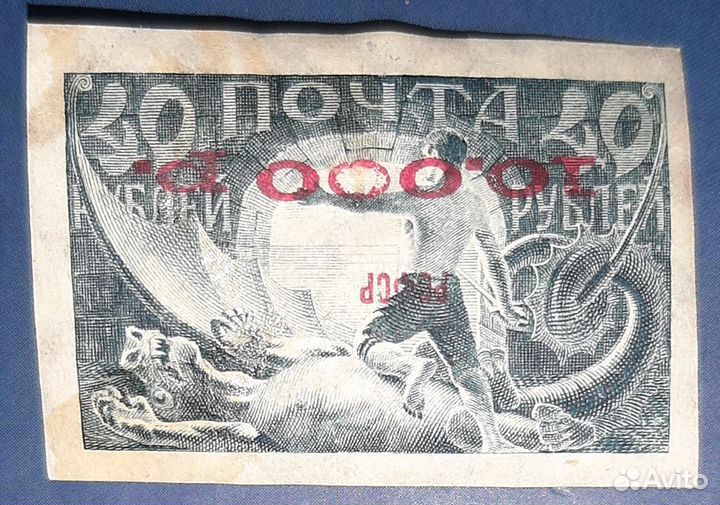 40 ПОЧТА 40
10.000 р.
РУБЛЕЙ РУБЛЕЙ
РСФСР
Avito